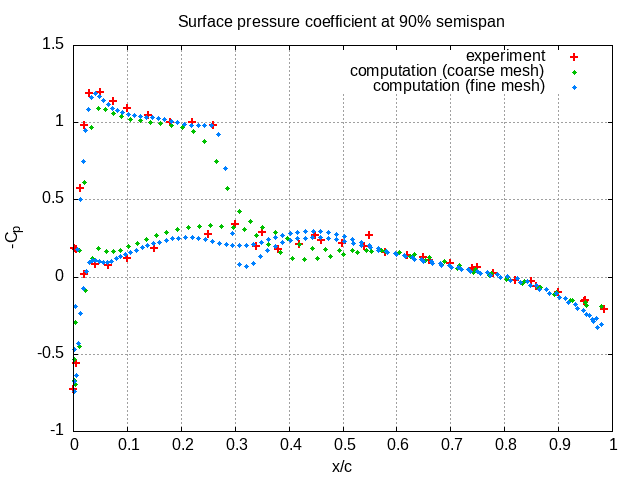 Surface pressure coefficient at 90% semispan
experiment
computation (coarse mesh)
computation (fine mesh)
1.5
1
0.5
0
-0.5
-1
- Cp
0 0.1 0.2 0.3 0.4 0.5 0.6 0.7 0.8 0.9 1
x/c